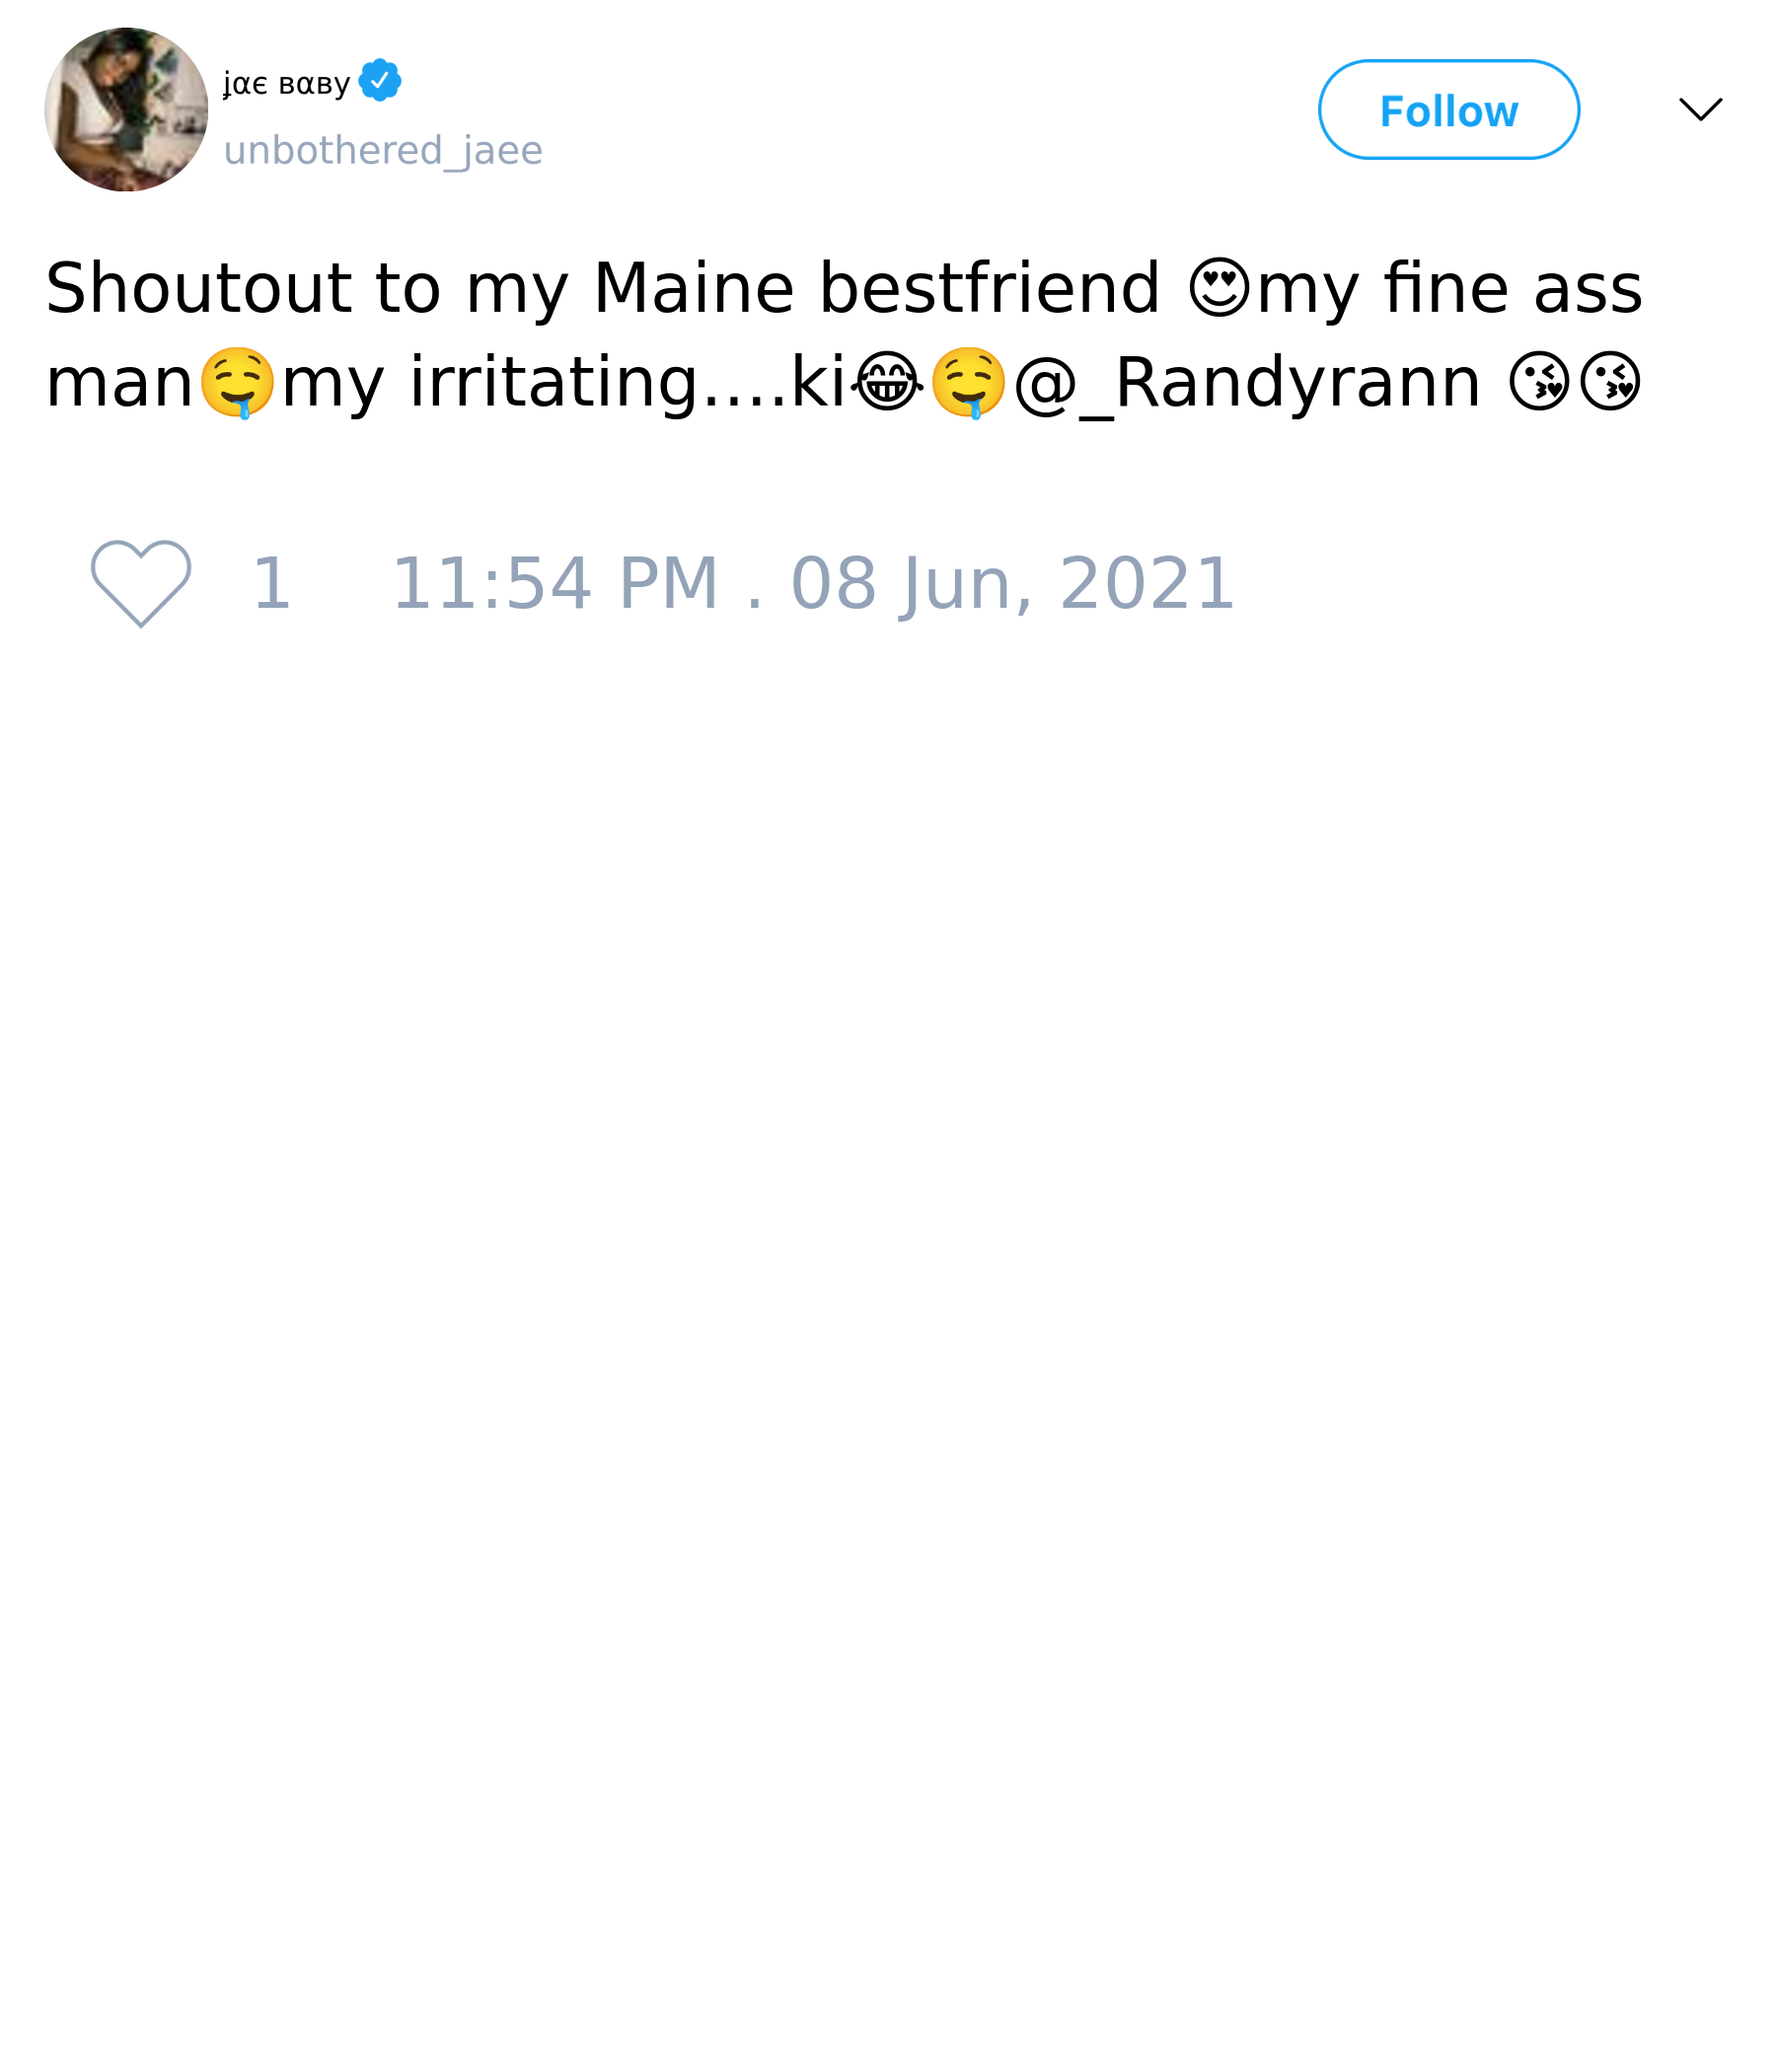 ʝαє вαву
unbothered_jaee
Follow
Shoutout to my Maine bestfriend 😍my fine ass
man🤤my irritating....ki😂🤤@_Randyrann 😘😘
1 11:54 PM . 08 Jun, 2021